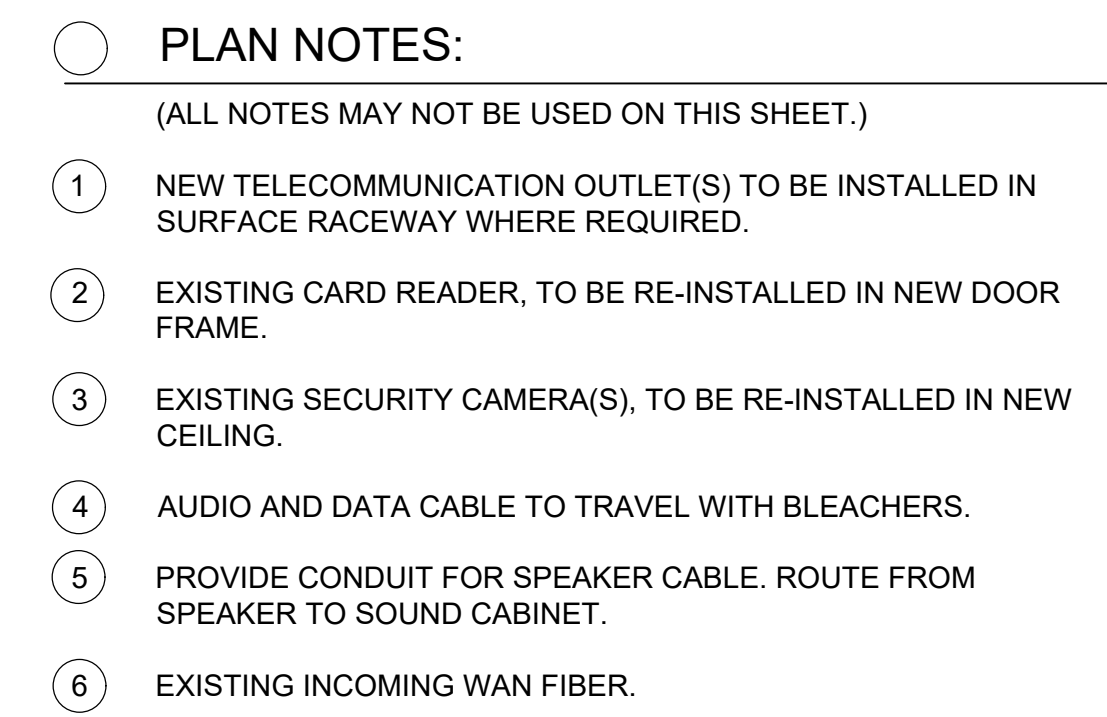 PLAN NOTES:
(ALL NOTES MAY NOT BE USED ON THIS SHEET.)
1 NEW TELECOMMUNICATION OUTLET(S) TO BE INSTALLED IN
SURFACE RACEWAY WHERE REQUIRED.
2 EXISTING CARD READER, TO BE RE-INSTALLED IN NEW DOOR
FRAME.
3 EXISTING SECURITY CAMERA(S), TO BE RE-INSTALLED IN NEW
CEILING.
4 AUDIO AND DATA CABLE TO TRAVEL WITH BLEACHERS.
5 PROVIDE CONDUIT FOR SPEAKER CABLE. ROUTE FROM
SPEAKER TO SOUND CABINET.
6 EXISTING INCOMING WAN FIBER.